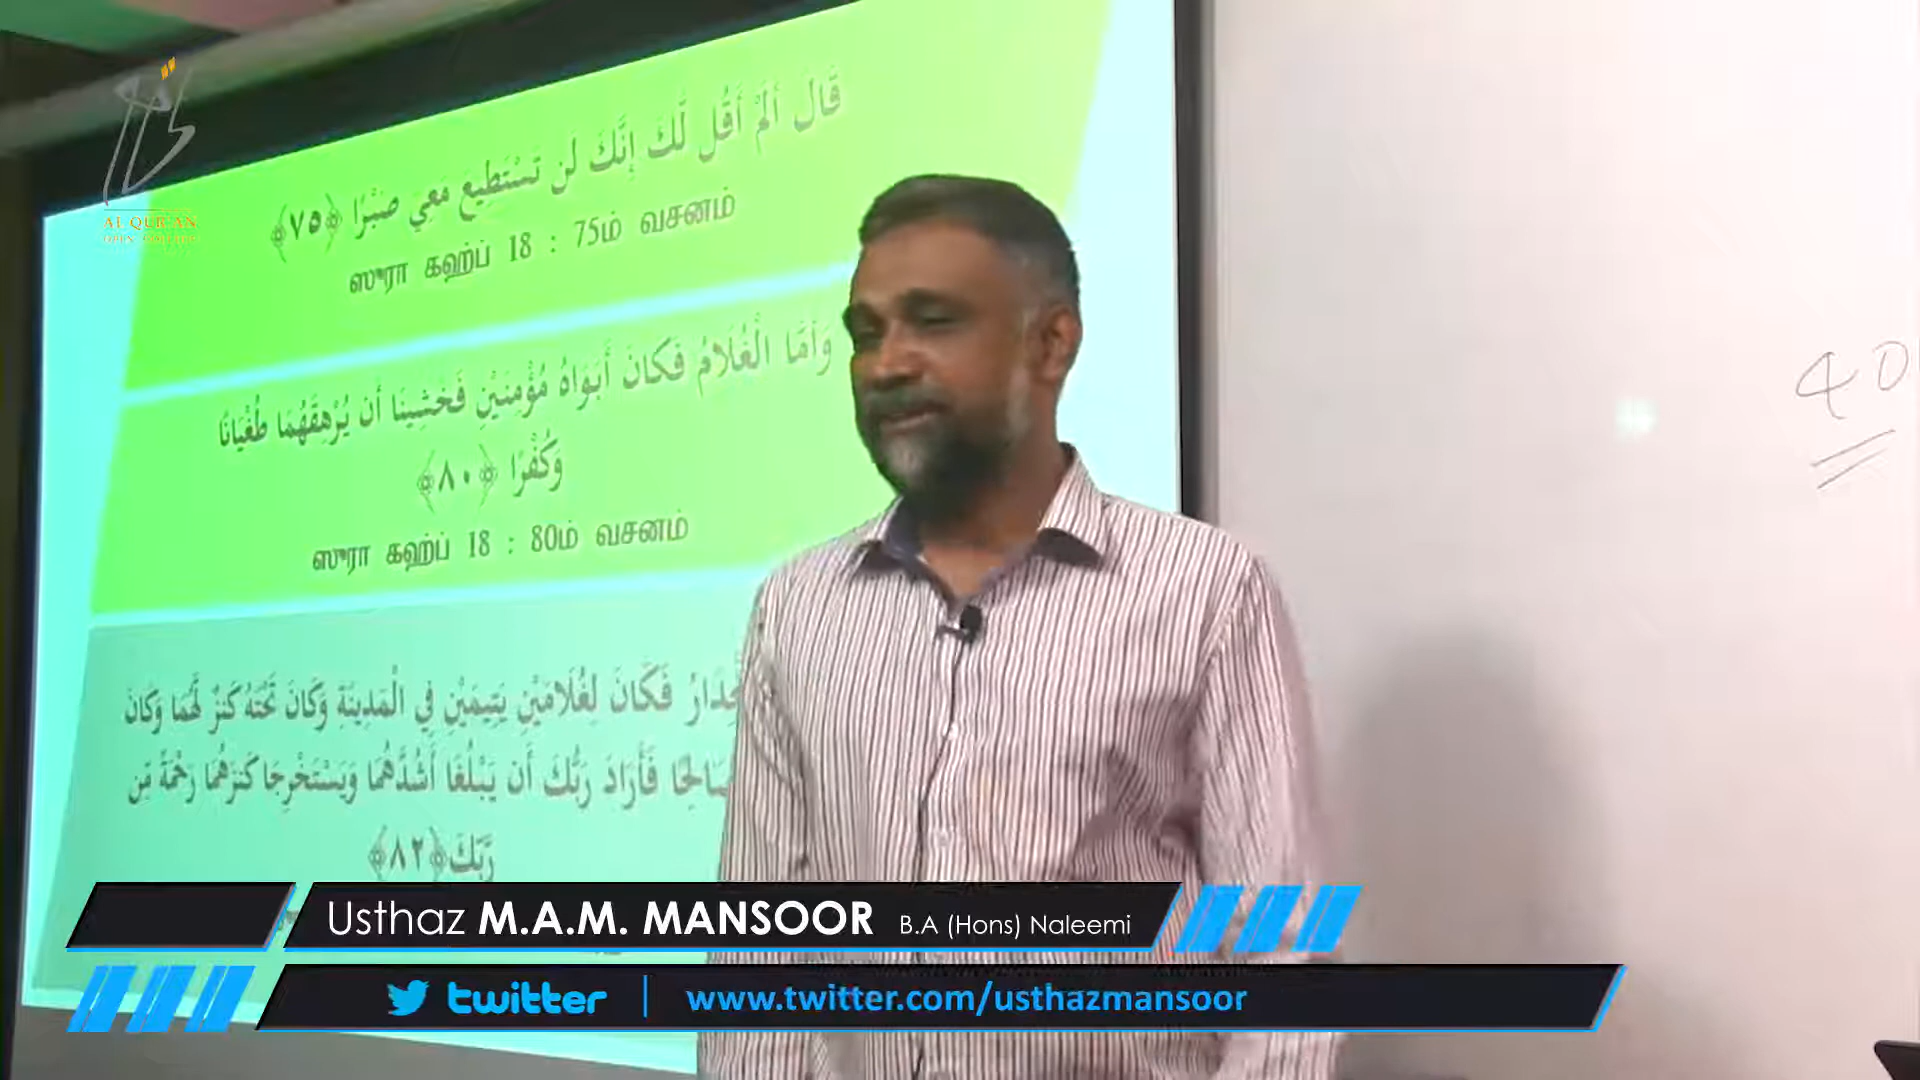 AL QUR'AN
قَالَ أَلَمْ أَقُل لَّكَ إِنَّكَ لَن تَسْتَطِيعَ مَعِيَ صَبْرًا ﴿٧٥﴾
ஸூரா கஹ்ப் 18 : 75ம் வசனம்
وَأَمَّا الْغُلَامُ فَكَانَ أَبَوَاهُ مُؤْمِنَيْنِ فَخَشِينَا أَن يُرْهِقَهُمَا طُغْيَانًا
وَكُفْرًا ﴿٨٠﴾
ஸூரா கஹ்ப் 18 : 80ம் வசனம்
فَكَانَ لِغُلَامَيْنِ يَتِيمَيْنِ فِي الْمَدِينَةِ وَكَانَ تَحْتَهُ كَنزٌ لَّهُمَا وَكَانَ
فَأَرَادَ رَبُّكَ أَن يَبْلُغَا أَشُدَّهُمَا وَيَسْتَخْرِجَا كَنزَهُمَا رَحْمَةً مِّن
رَّبِّكَ ﴿٨٢﴾
40
Usthaz M.A.M. MANSOOR B.A (Hons) Naleemi
twitter | www.twitter.com/usthazmansoor